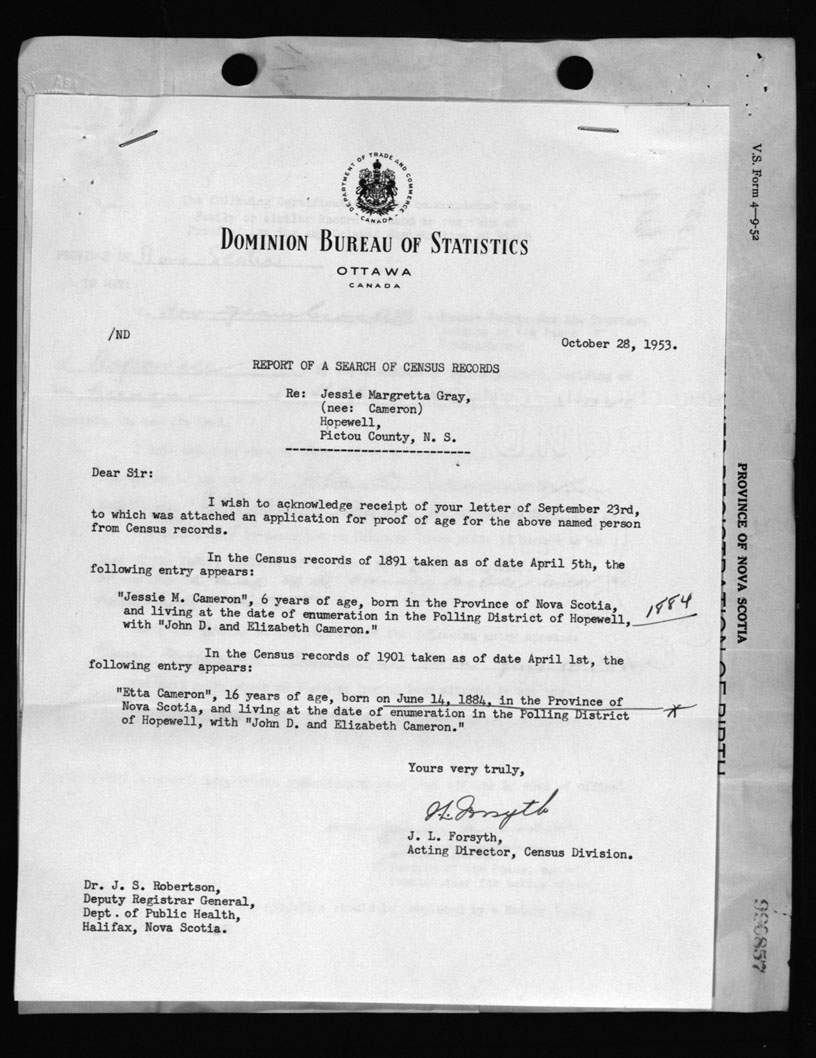 DEPARTMENT OF TRADE AND COMMERCE
- CANADA -
DOMINION BUREAU OF STATISTICS
OTTAWA
CANADA
/ND
October 28, 1953.
REPORT OF A SEARCH OF CENSUS RECORDS
Re: Jessie Margretta Gray,
(nee: Cameron)
Hopewell,
Pictou County, N. S.
Dear Sir:
I wish to acknowledge receipt of your letter of September 23rd,
to which was attached an application for proof of age for the above named person
from Census records.
In the Census records of 1891 taken as of date April 5th, the
following entry appears:
"Jessie M. Cameron", 6 years of age, born in the Province of Nova Scotia,
and living at the date of enumeration in the Polling District of Hopewell,
with "John D. and Elizabeth Cameron."
1884
In the Census records of 1901 taken as of date April 1st, the
following entry appears:
"Etta Cameron", 16 years of age, born on June 14, 1884, in the Province of
Nova Scotia, and living at the date of enumeration in the Polling District
of Hopewell, with "John D. and Elizabeth Cameron."
Yours very truly,
J. L. Forsyth,
Acting Director, Census Division.
Dr. J. S. Robertson,
Deputy Registrar General,
Dept. of Public Health,
Halifax, Nova Scotia.
V.S. Form 4—9-52
PROVINCE OF NOVA SCOTIA
REGISTRATION OF BIRTH